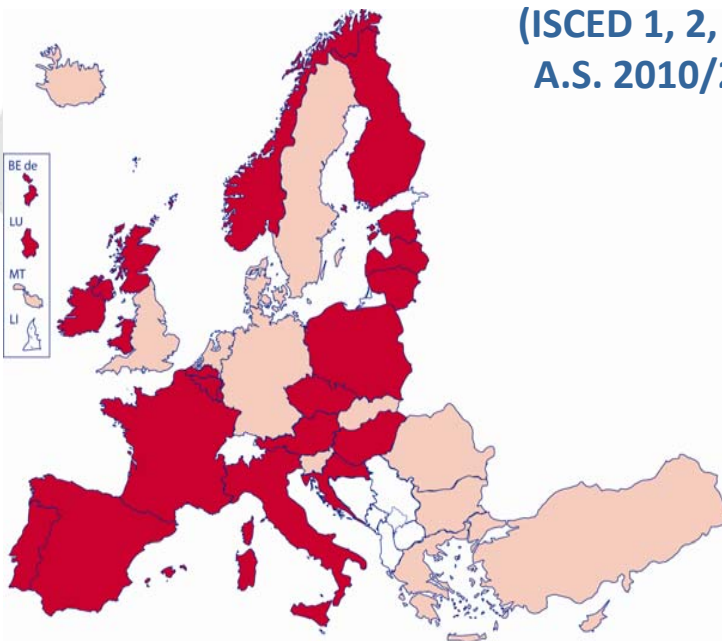 (ISCED 1, 2,
A.S. 2010/
BE de
LU
MT
LI